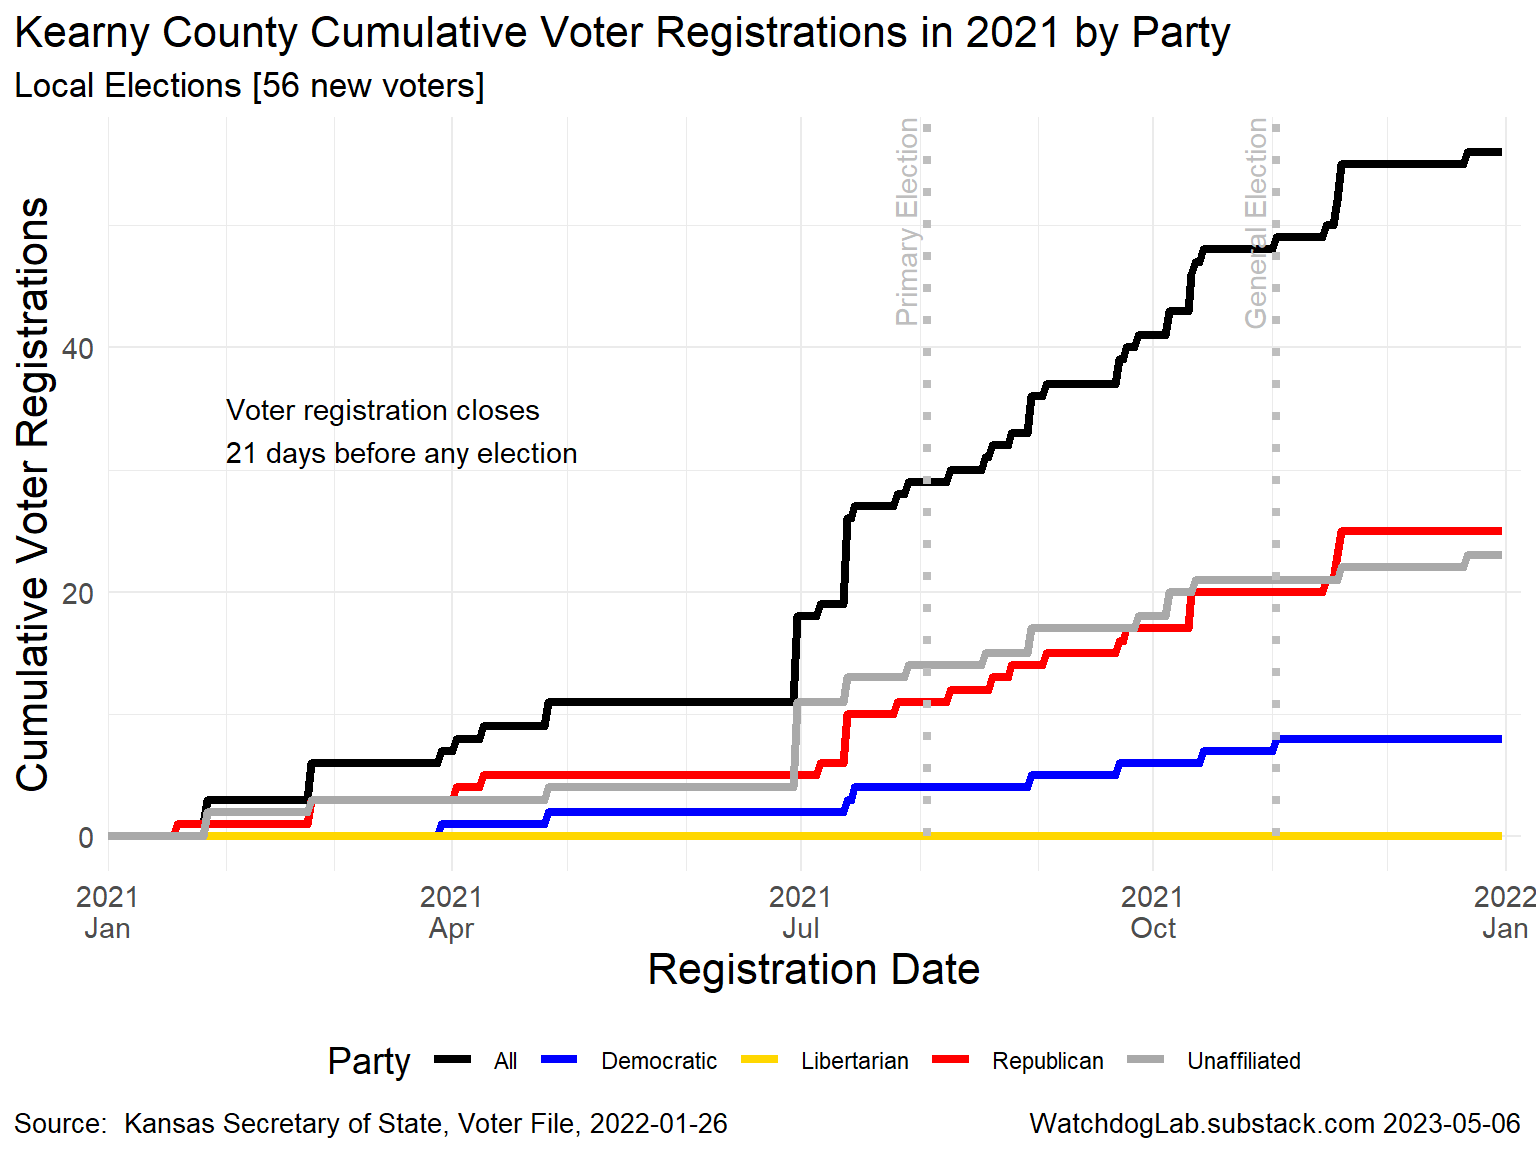 Kearny County Cumulative Voter Registrations in 2021 by Party
Local Elections [56 new voters]
Cumulative Voter Registrations
Primary Election
General Election
40
20
0
Voter registration closes
21 days before any election
2021 2021 2021 2021 2022
Jan Apr Jul Oct Jan
Registration Date
Party All Democratic Libertarian Republican Unaffiliated
Source:  Kansas Secretary of State, Voter File, 2022-01-26
WatchdogLab.substack.com 2023-05-06